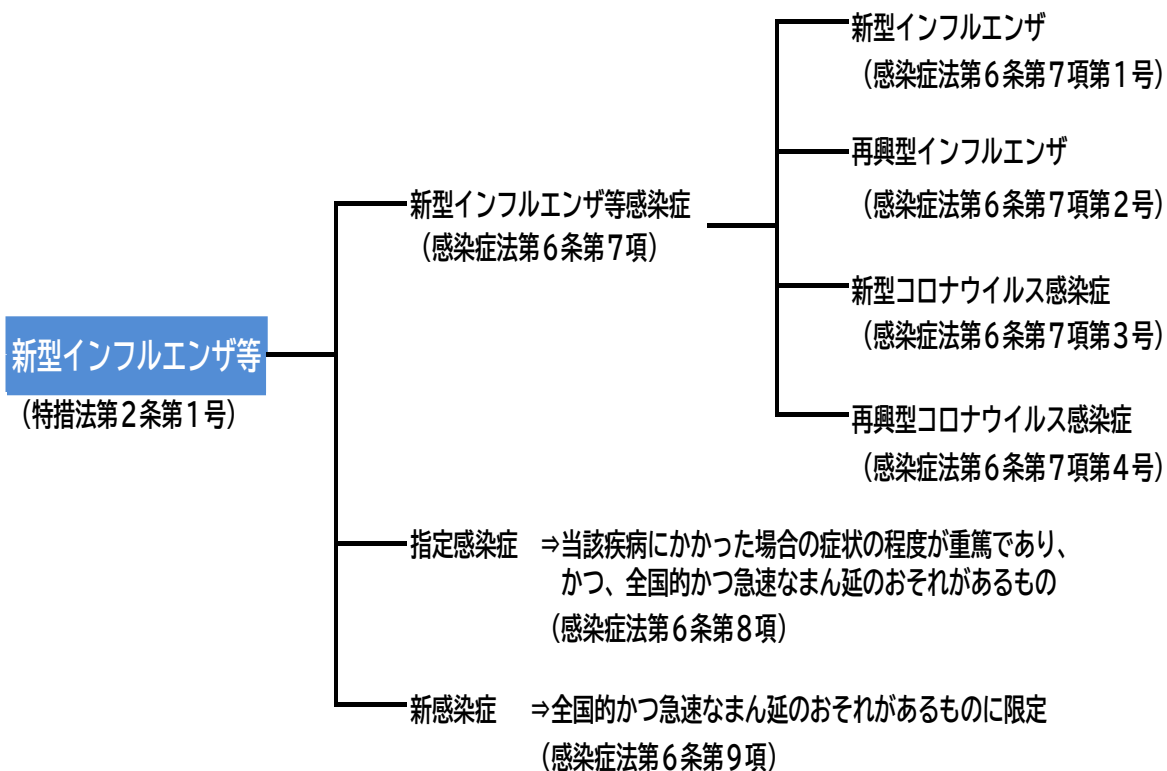 新型インフルエンザ
（感染症法第６条第７項第１号）
再興型インフルエンザ
（感染症法第６条第７項第２号）
新型インフルエンザ等感染症
（感染症法第６条第７項）
新型コロナウイルス感染症
（感染症法第６条第７項第３号）
新型インフルエンザ等
（特措法第２条第１号）
再興型コロナウイルス感染症
（感染症法第６条第７項第４号）
指定感染症　⇒当該疾病にかかった場合の症状の程度が重篤であり、
かつ、全国的かつ急速なまん延のおそれがあるもの
（感染症法第６条第８項）
新感染症　⇒全国的かつ急速なまん延のおそれがあるものに限定
（感染症法第６条第９項）